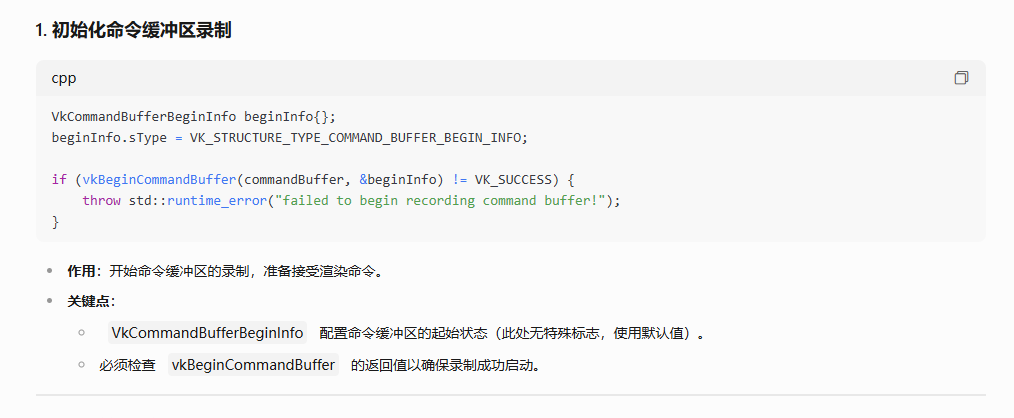 1. 初始化命令缓冲区录制
cpp
VkCommandBufferBeginInfo beginInfo{};
beginInfo.sType = VK_STRUCTURE_TYPE_COMMAND_BUFFER_BEGIN_INFO;
if (vkBeginCommandBuffer(commandBuffer, &beginInfo) != VK_SUCCESS) {
    throw std::runtime_error("failed to begin recording command buffer!");
}
作用：开始命令缓冲区的录制，准备接受渲染命令。
关键点：
VkCommandBufferBeginInfo 配置命令缓冲区的起始状态（此处无特殊标志，使用默认值）。
必须检查 vkBeginCommandBuffer 的返回值以确保录制成功启动。